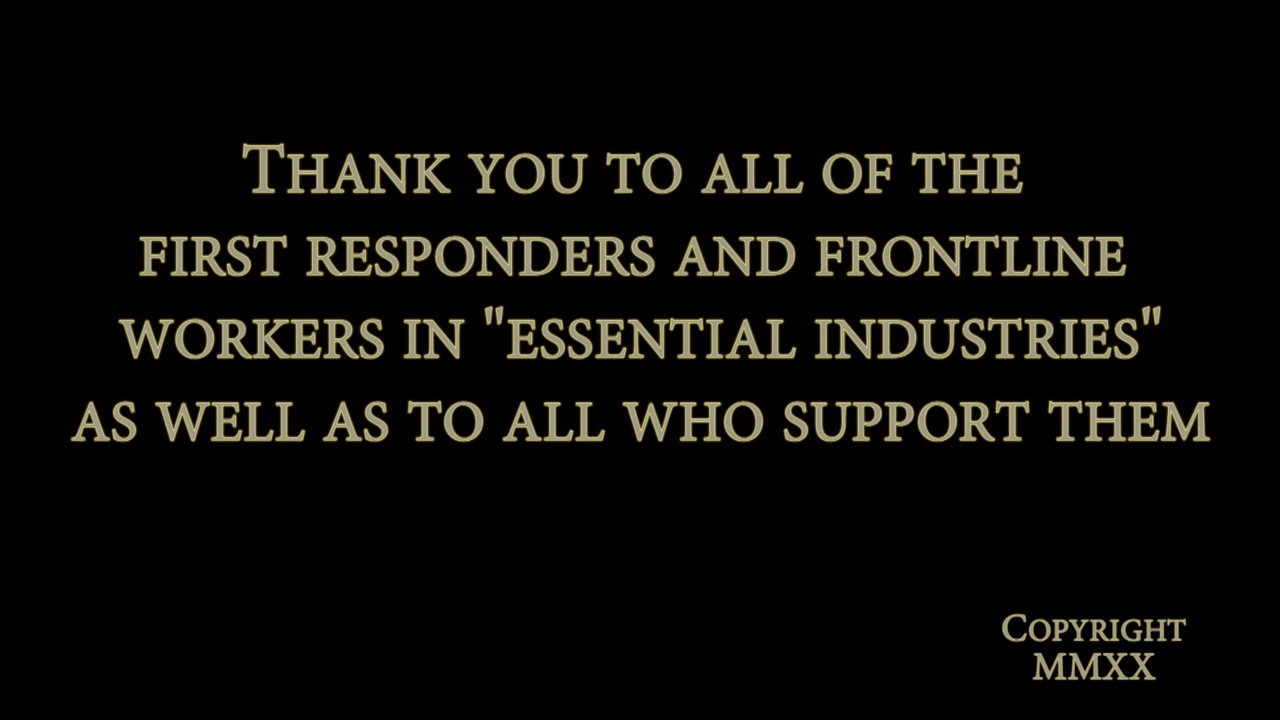 Thank you to all of the
first responders and frontline
workers in "essential industries"
as well as to all who support them
Copyright
MMXX